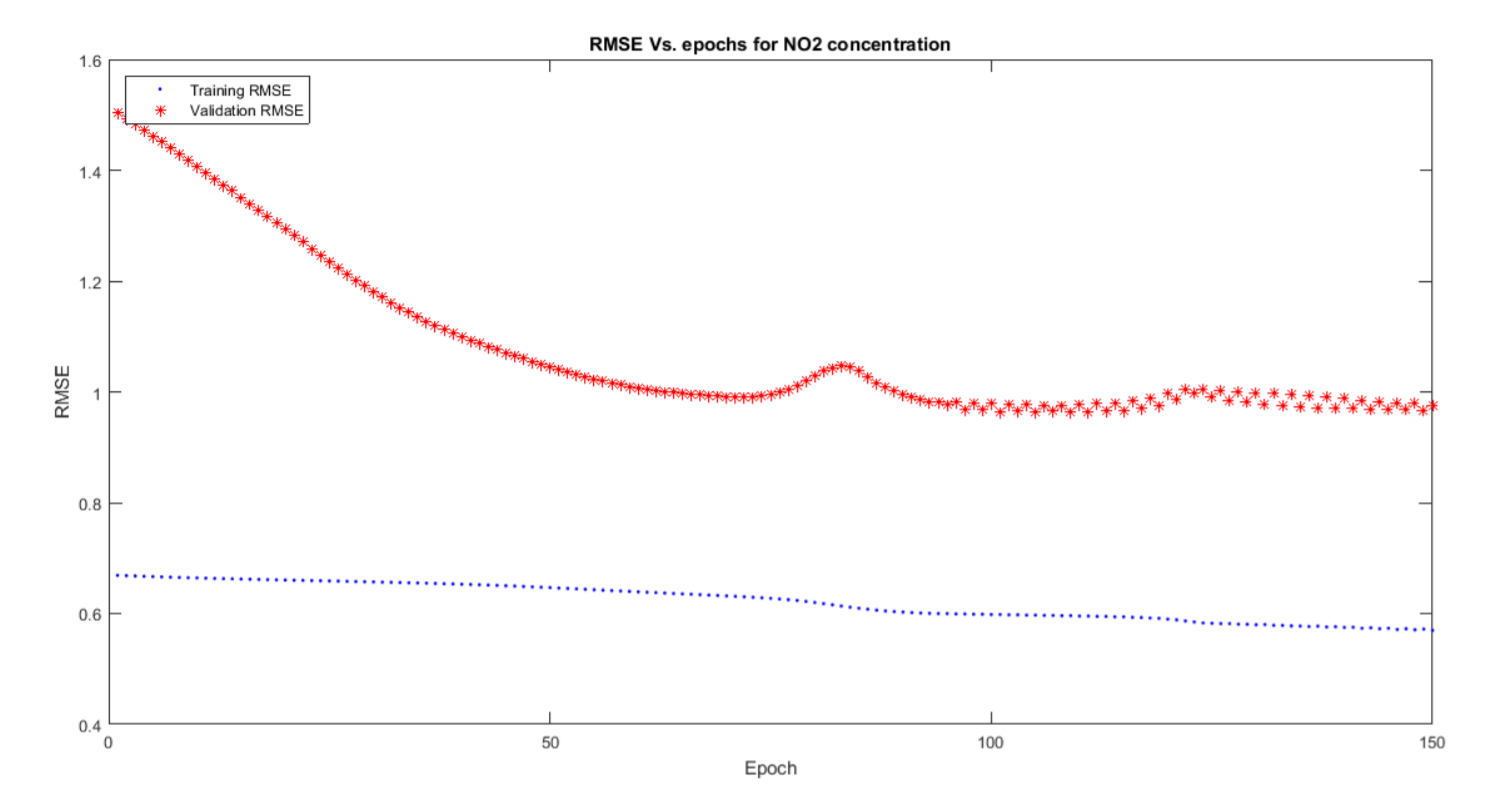 RMSE Vs. epochs for NO2 concentration
1.6
Training RMSE
Validation RMSE
1.4
1.2
1
0.8
0.6
0.4
RMSE
0
50
100
150
Epoch